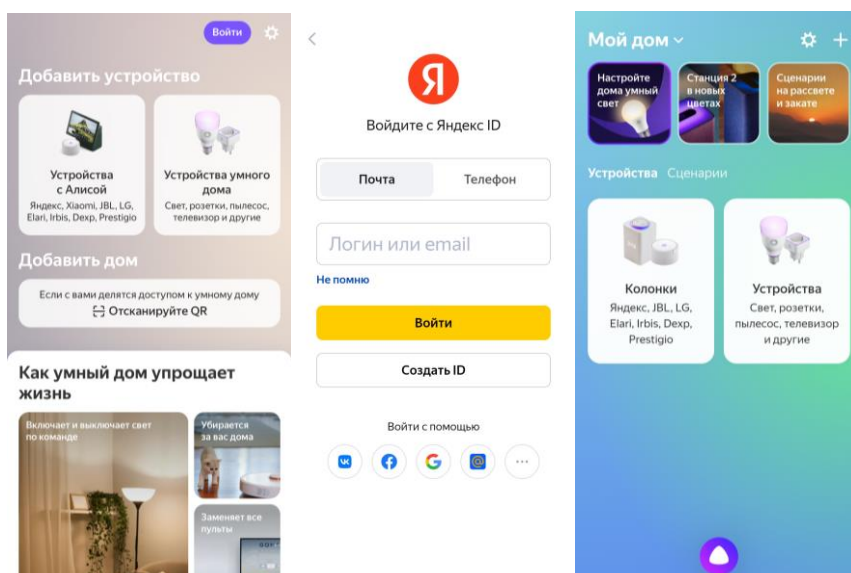 Войти
Добавить устройство
Устройства
с Алисой
Яндекс, Xiaomi, JBL, LG,
Elari, Irbis, Dexp, Prestigio
Устройства умного
дома
Свет, розетки, пылесос,
телевизор и другие
Добавить дом
Если с вами делятся доступом к умному дому
Отсканируйте QR
Как умный дом упрощает
жизнь
Включает и выключает свет
по команде
Убирается
за вас дома
Заменяет все
пульты
Я
Войдите с Яндекс ID
Почта
Телефон
Логин или email
Не помню
Войти
Создать ID
Войти с помощью
Мой дом
Настройте
дома умный
свет
Станция 2
в новых
цветах
Сценарии
на рассвете
и закате
Устройства Сценарии
Колонки
Яндекс, JBL, LG,
Elari, Irbis, Dexp,
Prestigio
Устройства
Свет, розетки,
пылесос, телевизор
и другие